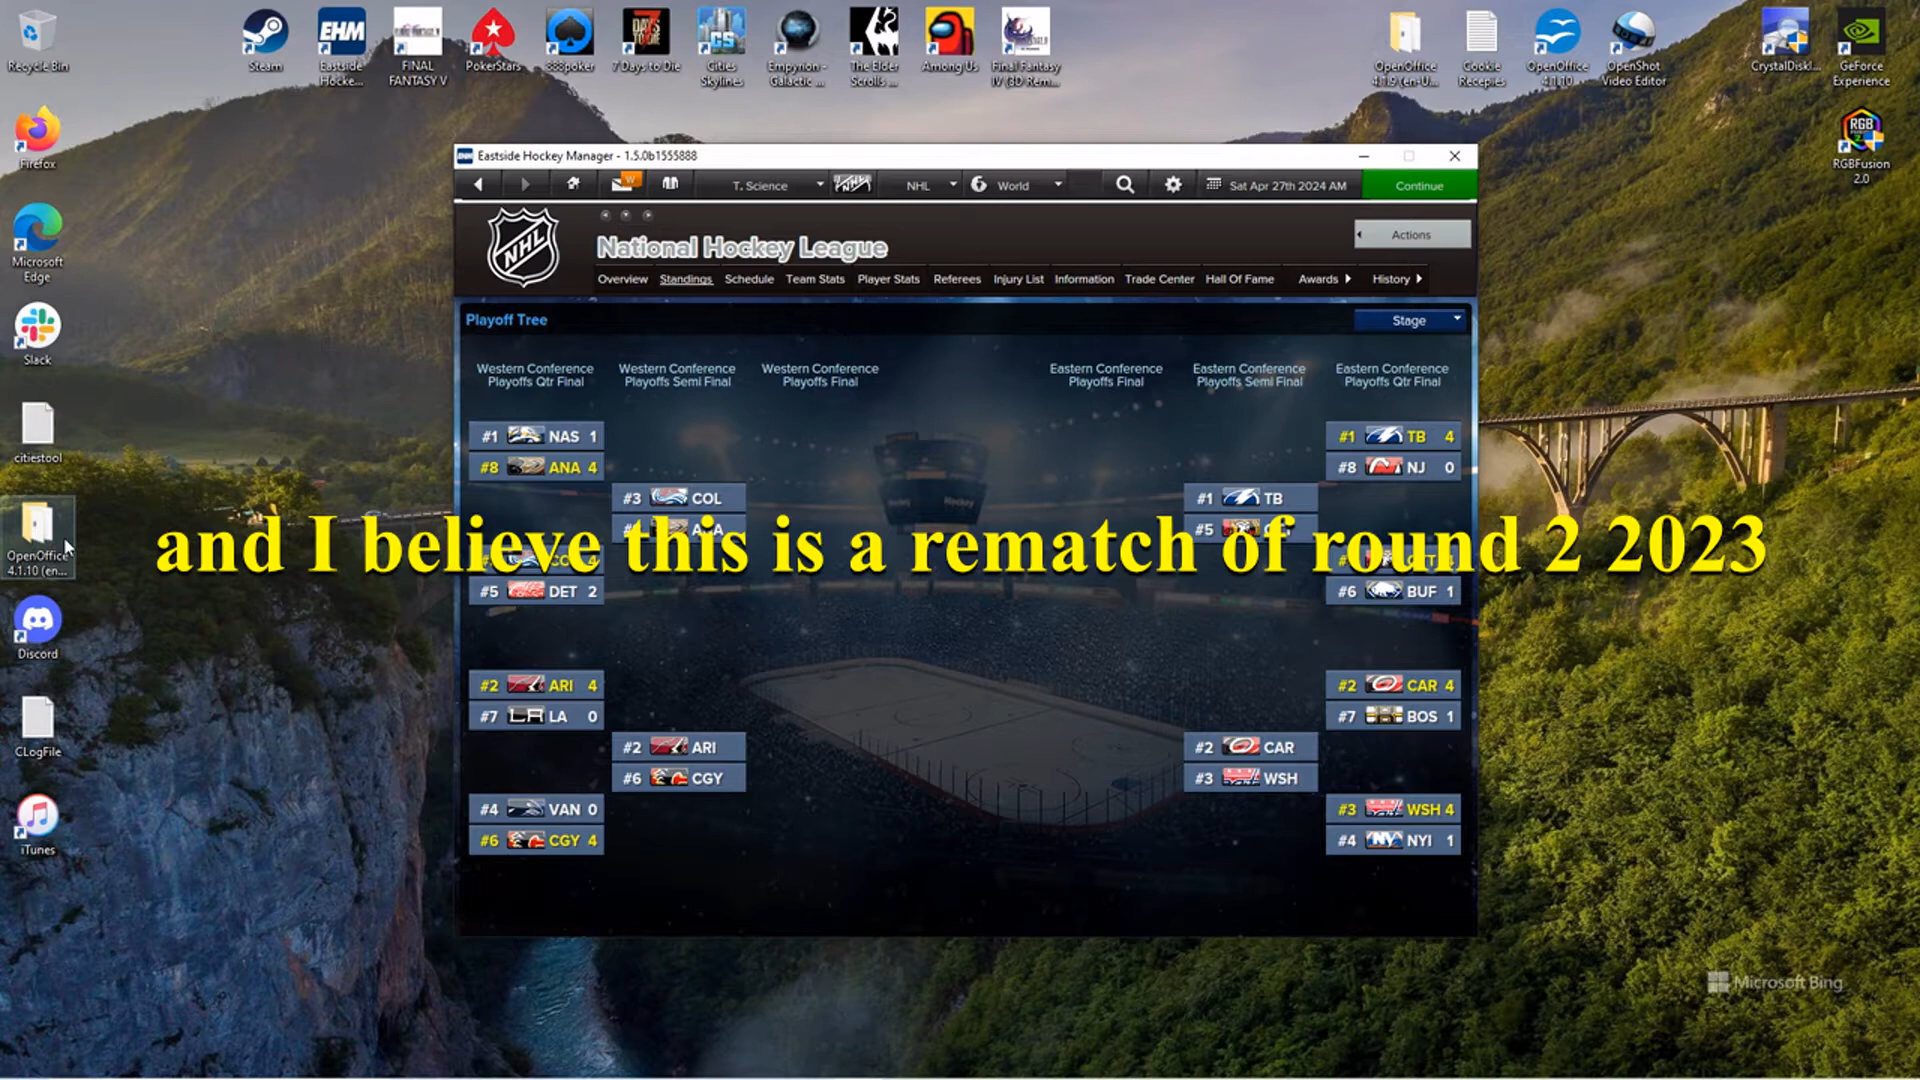 Recycle Bin
Steam
Eastside Hocke...
FINAL FANTASY V
PokerStars
888poker
7 Days to Die
Cities Skylines
Empyrion - Galactic ...
The Elder Scrolls ...
Among Us
Final Fantasy IV (3D Rem...
OpenOffice 4.1.9 (en-U...
Cookie Recepies
OpenOffice 4.1.10
OpenShot Video Editor
CrystalDiskI...
GeForce Experience
Firefox
RGBFusion 2.0
Microsoft Edge
Slack
citiestool
OpenOffice 4.1.10 (en...
Discord
CLogFile
iTunes
Eastside Hockey Manager - 1.5.0b1555888
T. Science
NHL
World
Sat Apr 27th 2024 AM
Continue
NHL
National Hockey League
Actions
Overview Standings Schedule Team Stats Player Stats Referees Injury List Information Trade Center Hall Of Fame Awards History
Playoff Tree
Stage
Western Conference Playoffs Qtr Final
Western Conference Playoffs Semi Final
Western Conference Playoffs Final
Eastern Conference Playoffs Final
Eastern Conference Playoffs Semi Final
Eastern Conference Playoffs Qtr Final
#1 NAS 1
#8 ANA 4
#1 TB 4
#8 NJ 0
#3 COL
#1 TB
#5
and I believe this is a rematch of round 2 2023
#5 DET 2
#6 BUF 1
#2 ARI 4
#7 LA 0
#2 CAR 4
#7 BOS 1
#2 ARI
#6 CGY
#2 CAR
#3 WSH
#4 VAN 0
#6 CGY 4
#3 WSH 4
#4 NYI 1
Microsoft Bing